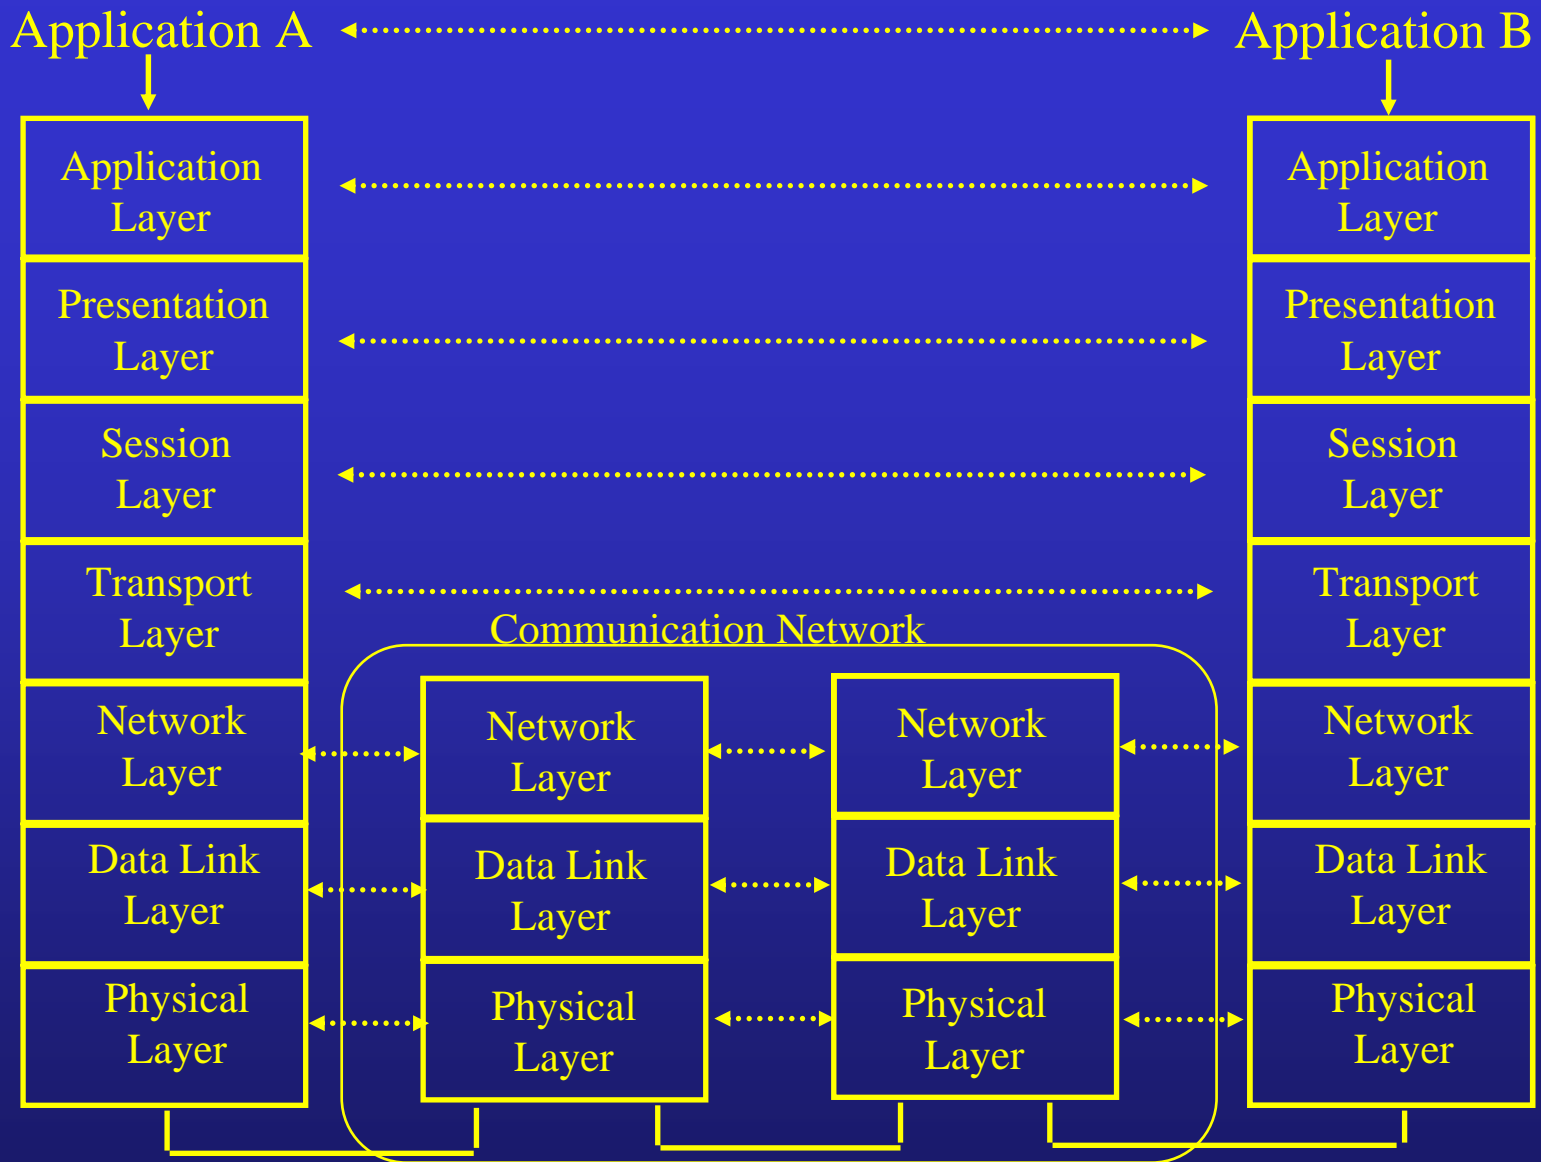 Application A
Application B
Application
Layer
Presentation
Layer
Session
Layer
Transport
Layer
Network
Layer
Data Link
Layer
Physical
Layer
Communication Network
Network
Layer
Data Link
Layer
Physical
Layer
Network
Layer
Data Link
Layer
Physical
Layer
Application
Layer
Presentation
Layer
Session
Layer
Transport
Layer
Network
Layer
Data Link
Layer
Physical
Layer